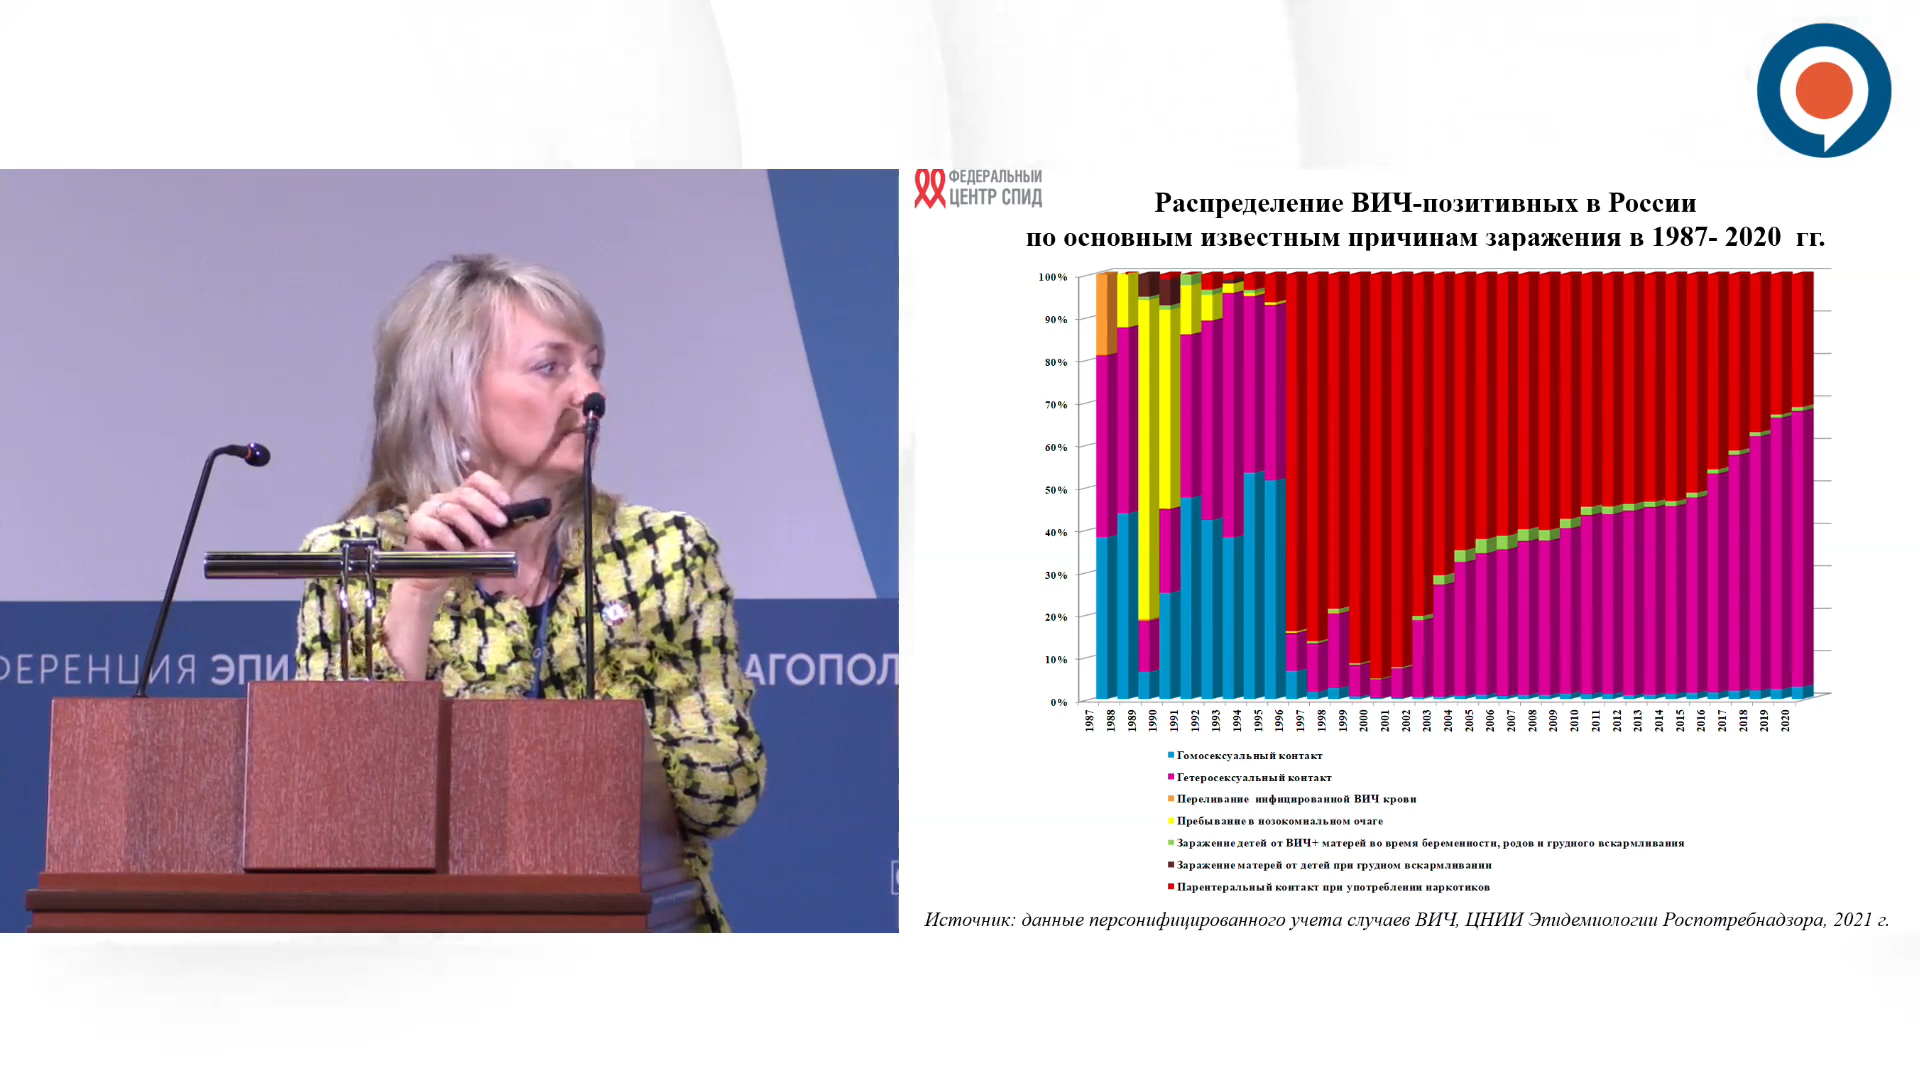 ФЕДЕРАЛЬНЫЙ
ЦЕНТР СПИД
Распределение ВИЧ-позитивных в России
по основным известным причинам заражения в 1987- 2020 гг.
100%
90%
80%
70%
60%
50%
40%
30%
20%
10%
0%
1987 1988 1989 1990 1991 1992 1993 1994 1995 1996 1997 1998 1999 2000 2001 2002 2003 2004 2005 2006 2007 2008 2009 2010 2011 2012 2013 2014 2015 2016 2017 2018 2019 2020
Гомосексуальный контакт
Гетеросексуальный контакт
Переливание инфицированной ВИЧ крови
Пребывание в нозокомиальном очаге
Заражение детей от ВИЧ+ матерей во время беременности, родов и грудного вскармливания
Заражение матерей от детей при грудном вскармливании
Парентеральный контакт при употреблении наркотиков
Источник: данные персонифицированного учета случаев ВИЧ, ЦНИИ Эпидемиологии Роспотребнадзора, 2021 г.
ФЕРЕНЦИЯ ЭПИ АГОПОЛ